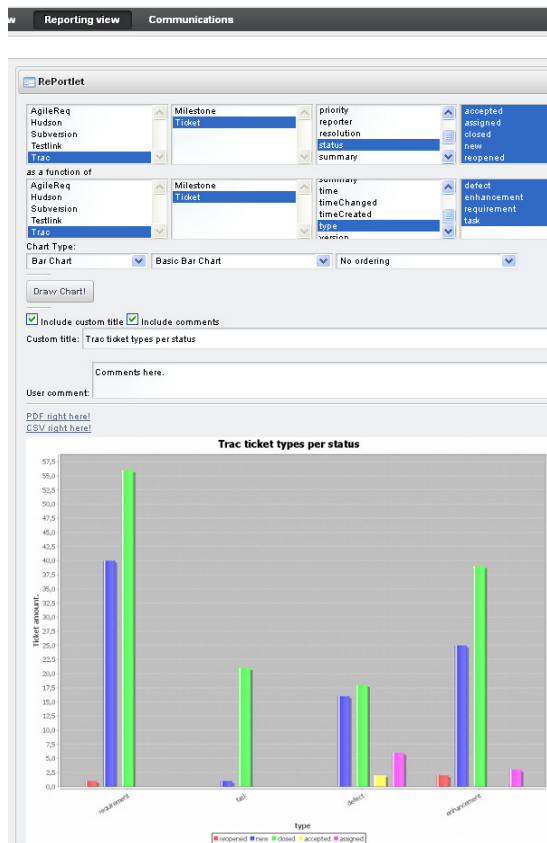 w Reporting view Communications
RePortlet
AgileReq
Hudson
Subversion
Testlink
Trac
Milestone
Ticket
priority
reporter
resolution
status
summary
accepted
assigned
closed
new
reopened
as a function of
AgileReq
Hudson
Subversion
Testlink
Trac
Milestone
Ticket
summary
time
timeChanged
timeCreated
type
version
defect
enhancement
requirement
task
Chart Type:
Bar Chart Basic Bar Chart No ordering
Draw Chart!
Include custom title Include comments
Custom title: Trac ticket types per status
Comments here.
User comment:
PDF right here!
CSV right here!
Trac ticket types per status
57,5
55,0
52,5
50,0
47,5
45,0
42,5
40,0
37,5
35,0
32,5
30,0
27,5
25,0
22,5
20,0
17,5
15,0
12,5
10,0
7,5
5,0
2,5
0,0
Ticket amount.
requirement task defect enhancement
type
reopened new closed accepted assigned